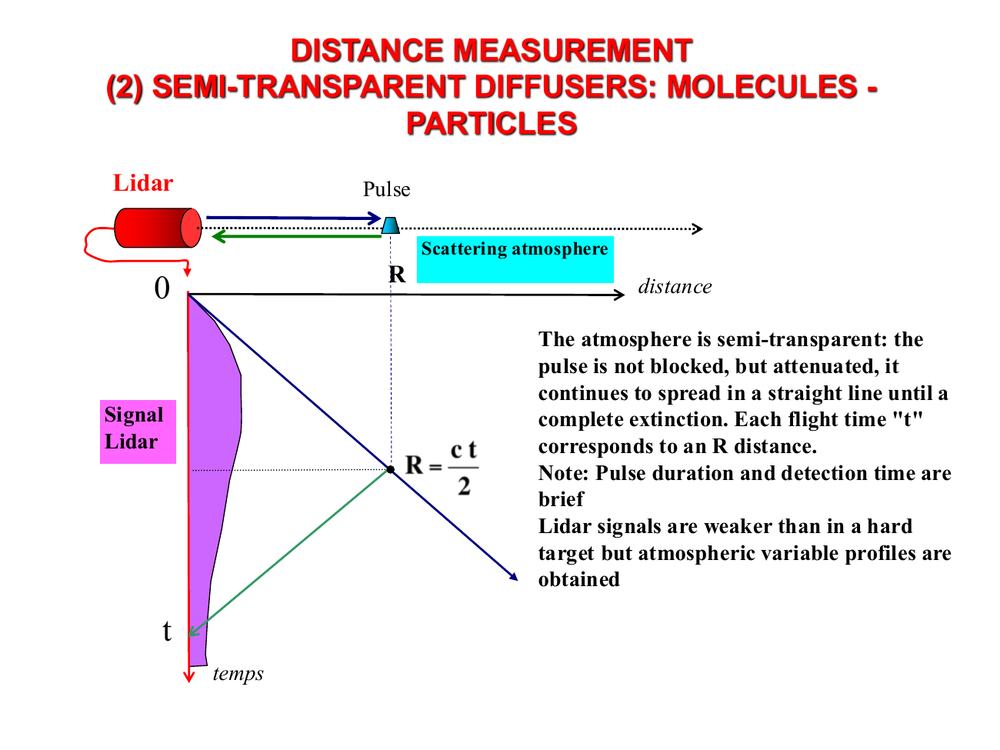 DISTANCE MEASUREMENT
(2) SEMI-TRANSPARENT DIFFUSERS: MOLECULES -
PARTICLES
Lidar
Pulse
Scattering atmosphere
R
0
distance
The atmosphere is semi-transparent: the
pulse is not blocked, but attenuated, it
continues to spread in a straight line until a
complete extinction. Each flight time "t"
corresponds to an R distance.
Note: Pulse duration and detection time are
brief
Lidar signals are weaker than in a hard
target but atmospheric variable profiles are
obtained
Signal
Lidar
R = c t / 2
t
temps